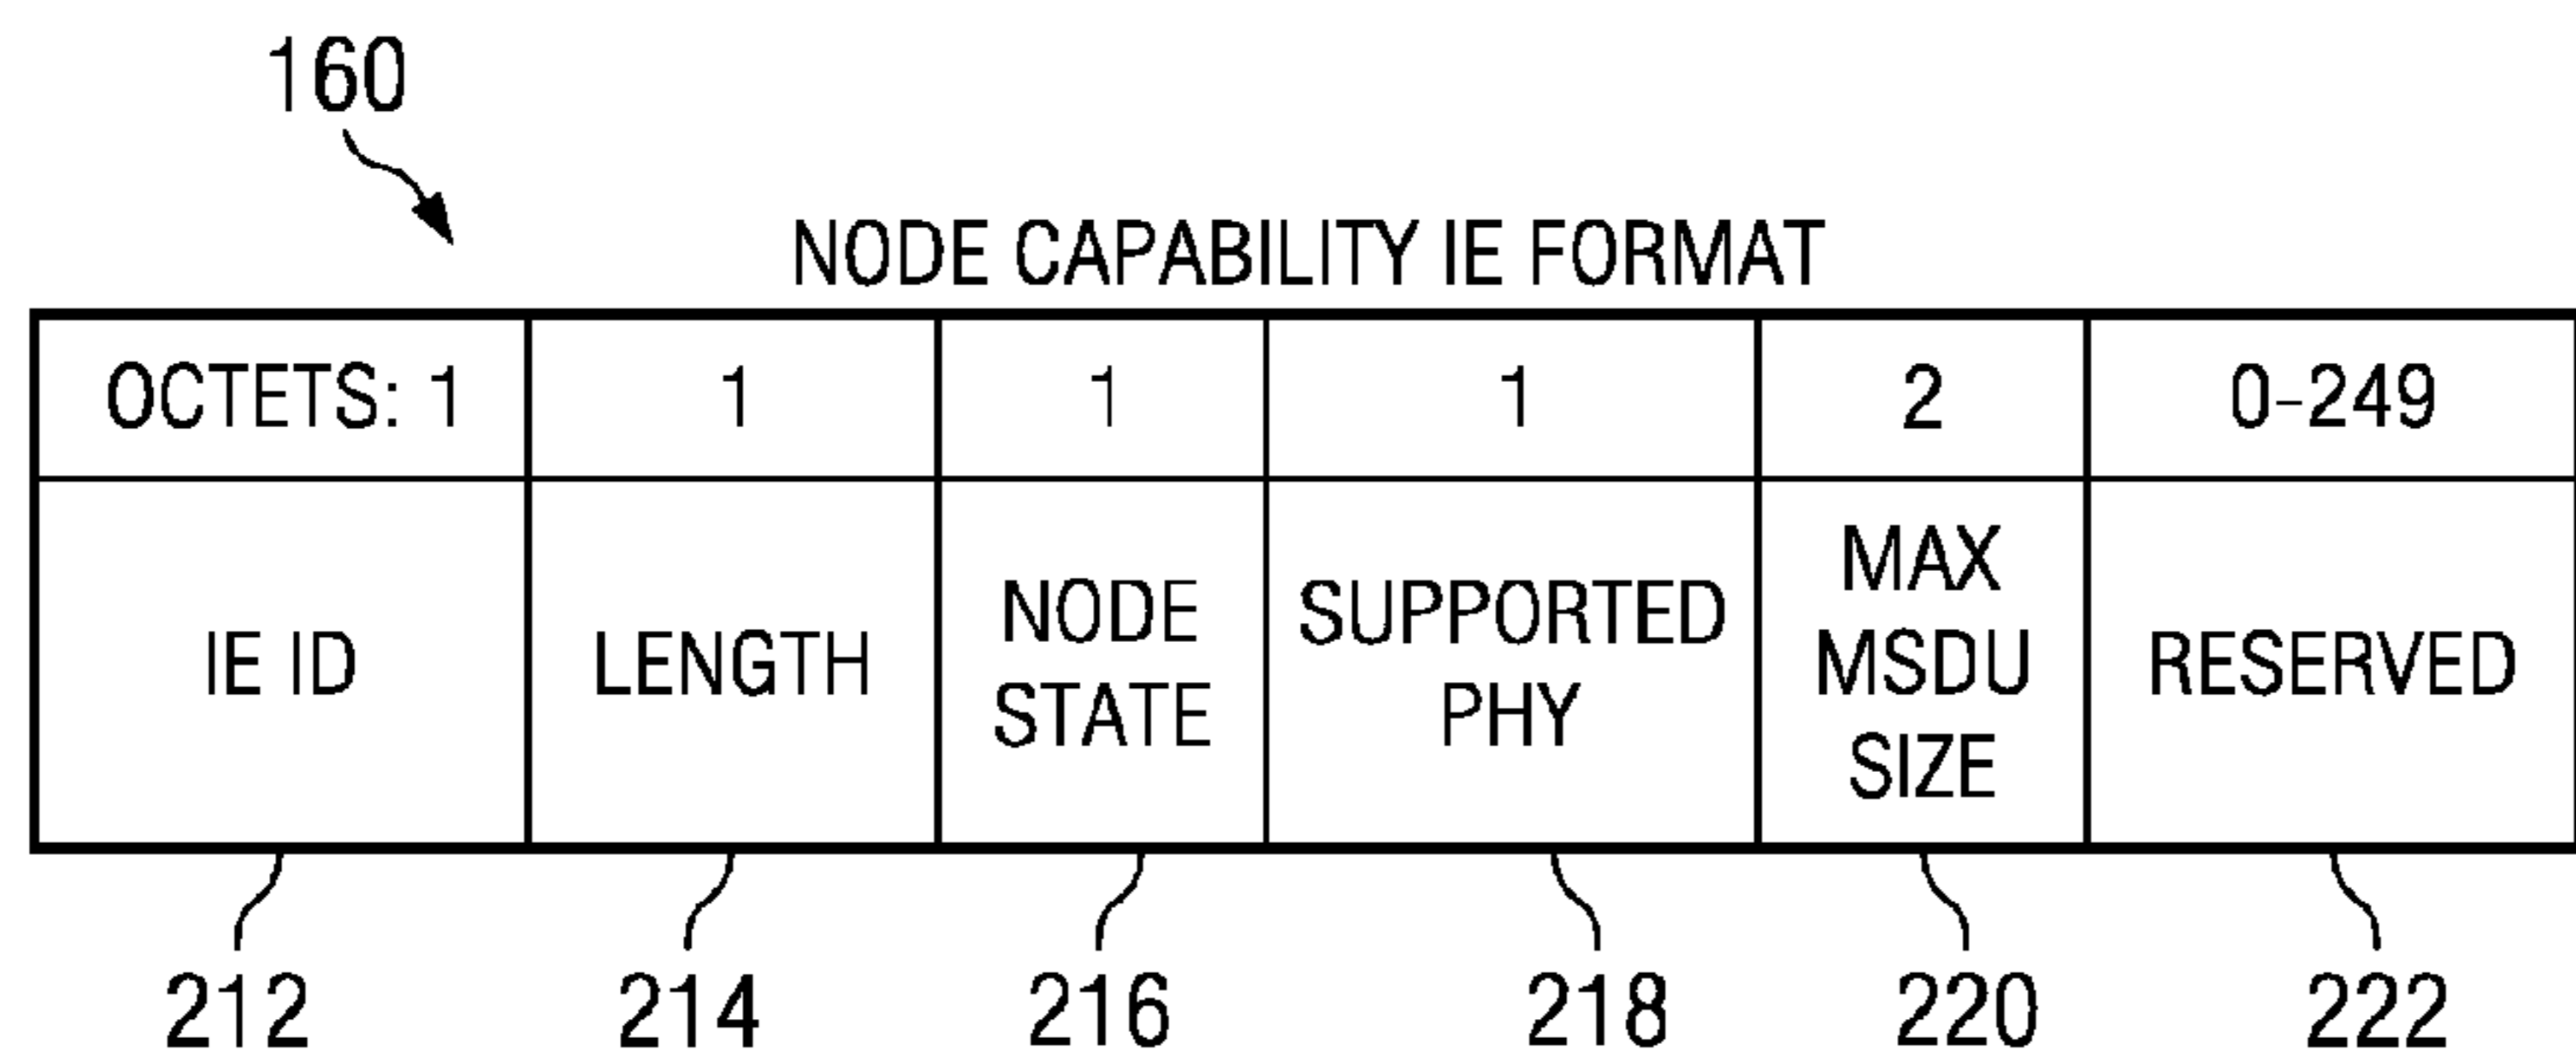 160
NODE CAPABILITY IE FORMAT
OCTETS: 1 1 1 1 2 0-249
IE ID LENGTH NODE STATE SUPPORTED PHY MAX MSDU SIZE RESERVED
212 214 216 218 220 222